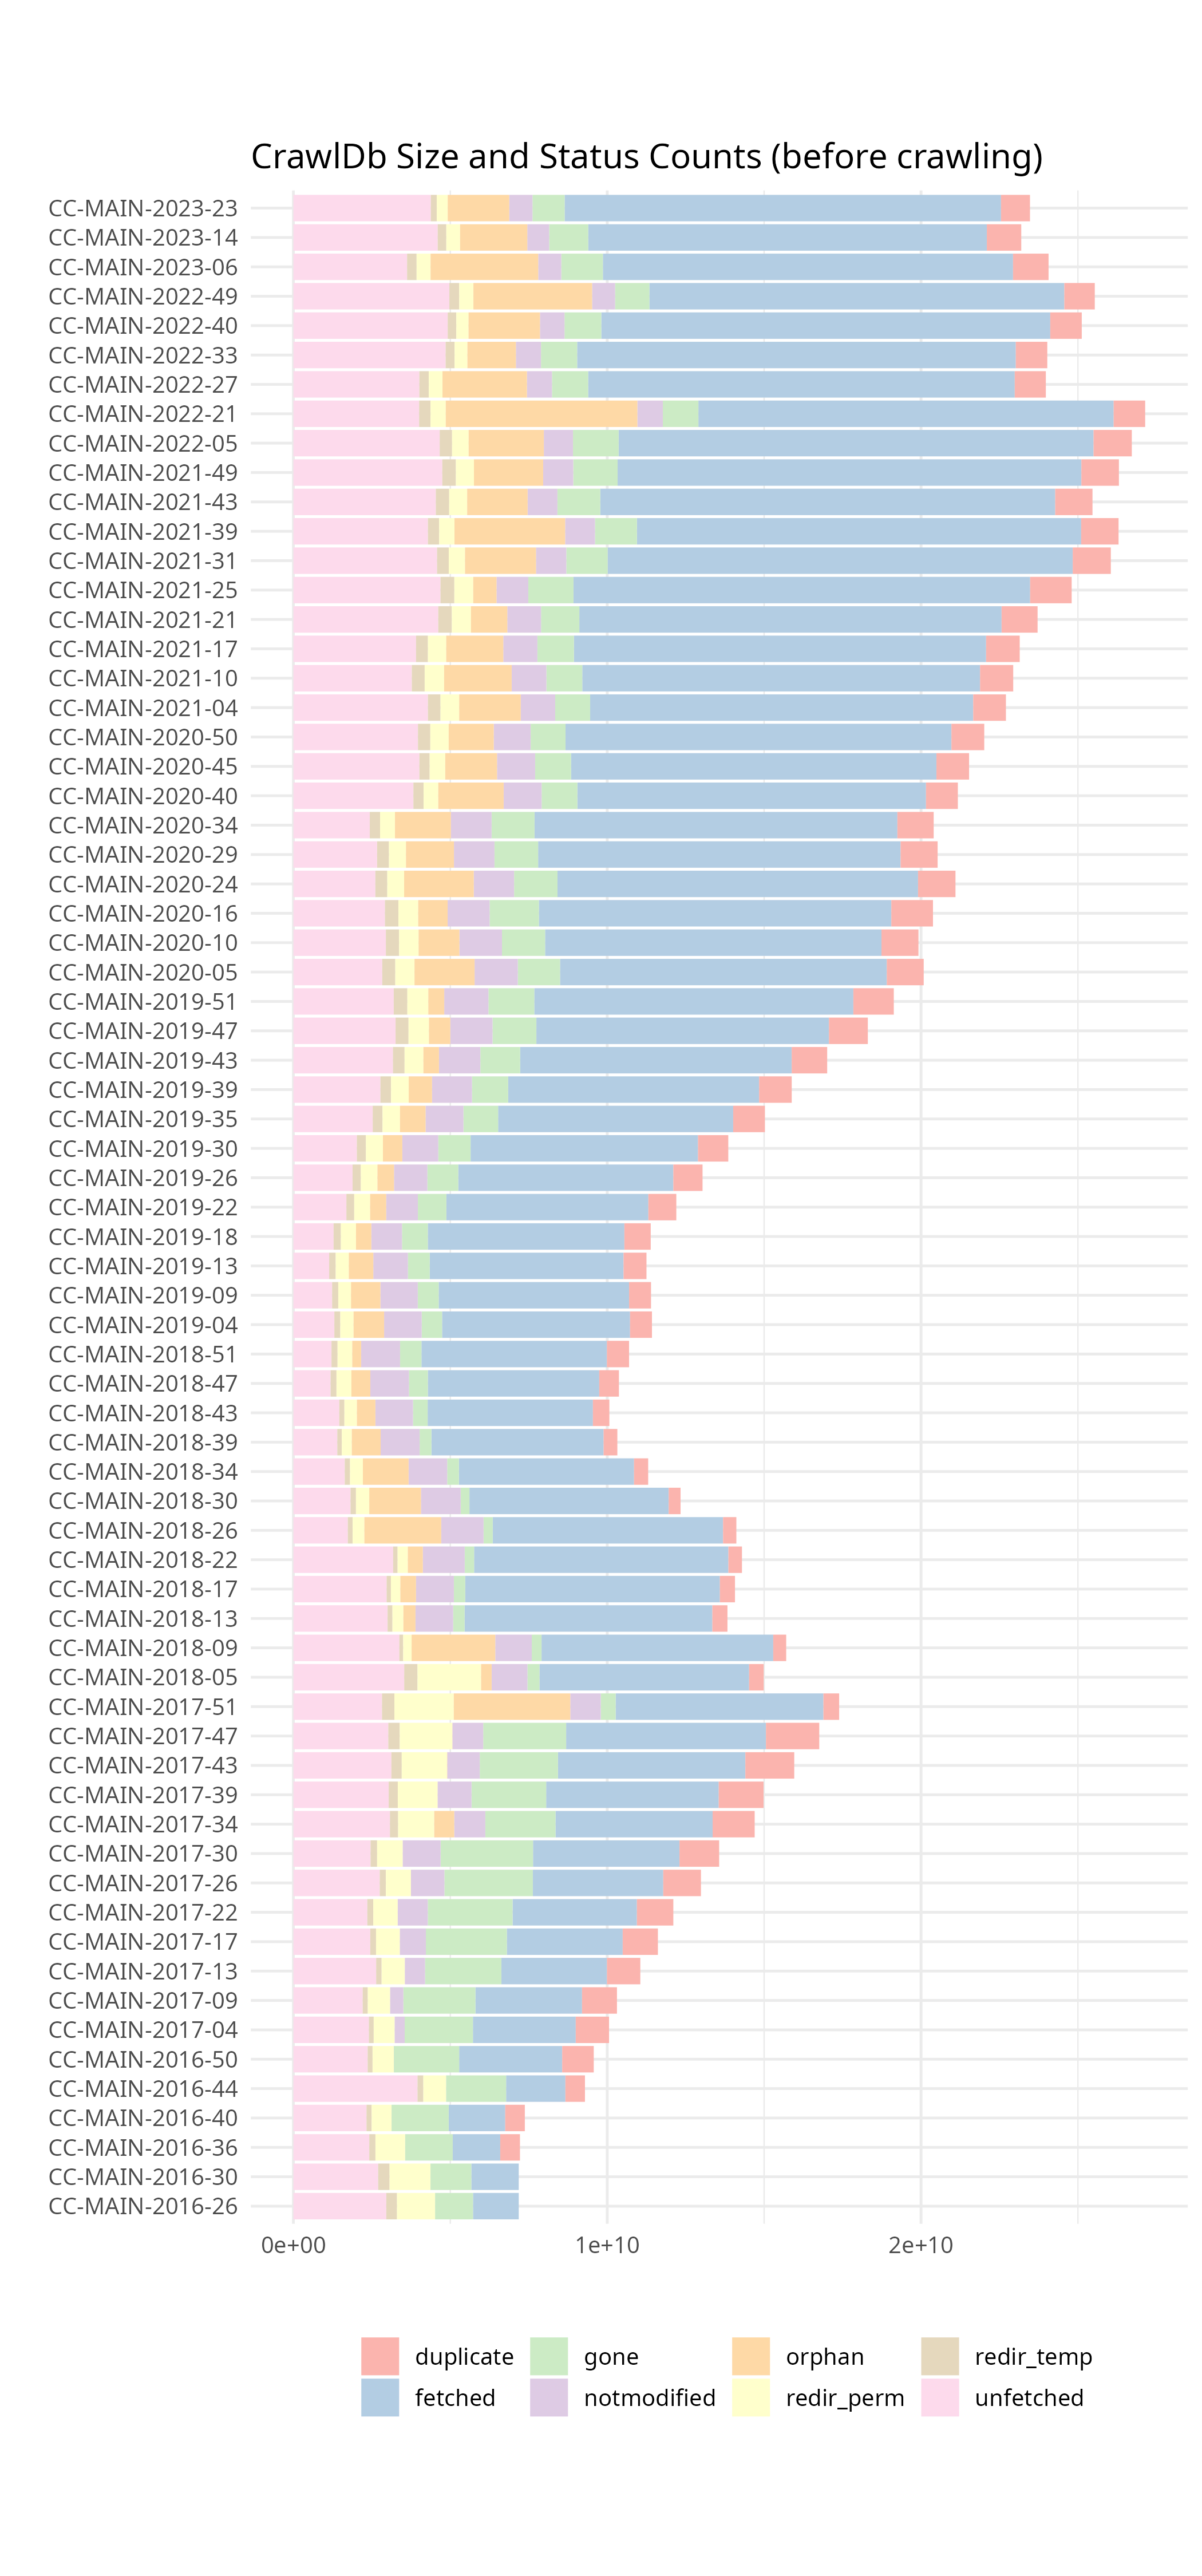 CrawlDb Size and Status Counts (before crawling)
CC-MAIN-2023-23
CC-MAIN-2023-14
CC-MAIN-2023-06
CC-MAIN-2022-49
CC-MAIN-2022-40
CC-MAIN-2022-33
CC-MAIN-2022-27
CC-MAIN-2022-21
CC-MAIN-2022-05
CC-MAIN-2021-49
CC-MAIN-2021-43
CC-MAIN-2021-39
CC-MAIN-2021-31
CC-MAIN-2021-25
CC-MAIN-2021-21
CC-MAIN-2021-17
CC-MAIN-2021-10
CC-MAIN-2021-04
CC-MAIN-2020-50
CC-MAIN-2020-45
CC-MAIN-2020-40
CC-MAIN-2020-34
CC-MAIN-2020-29
CC-MAIN-2020-24
CC-MAIN-2020-16
CC-MAIN-2020-10
CC-MAIN-2020-05
CC-MAIN-2019-51
CC-MAIN-2019-47
CC-MAIN-2019-43
CC-MAIN-2019-39
CC-MAIN-2019-35
CC-MAIN-2019-30
CC-MAIN-2019-26
CC-MAIN-2019-22
CC-MAIN-2019-18
CC-MAIN-2019-13
CC-MAIN-2019-09
CC-MAIN-2019-04
CC-MAIN-2018-51
CC-MAIN-2018-47
CC-MAIN-2018-43
CC-MAIN-2018-39
CC-MAIN-2018-34
CC-MAIN-2018-30
CC-MAIN-2018-26
CC-MAIN-2018-22
CC-MAIN-2018-17
CC-MAIN-2018-13
CC-MAIN-2018-09
CC-MAIN-2018-05
CC-MAIN-2017-51
CC-MAIN-2017-47
CC-MAIN-2017-43
CC-MAIN-2017-39
CC-MAIN-2017-34
CC-MAIN-2017-30
CC-MAIN-2017-26
CC-MAIN-2017-22
CC-MAIN-2017-17
CC-MAIN-2017-13
CC-MAIN-2017-09
CC-MAIN-2017-04
CC-MAIN-2016-50
CC-MAIN-2016-44
CC-MAIN-2016-40
CC-MAIN-2016-36
CC-MAIN-2016-30
CC-MAIN-2016-26
0e+00 1e+10 2e+10
duplicate gone orphan redir_temp
fetched notmodified redir_perm unfetched